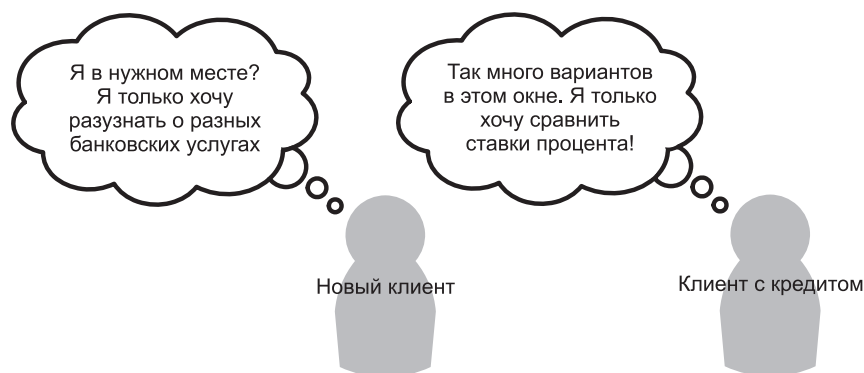 Я в нужном месте?
Я только хочу
разузнать о разных
банковских услугах
Так много вариантов
в этом окне. Я только
хочу сравнить
ставки процента!
Новый клиент
Клиент с кредитом